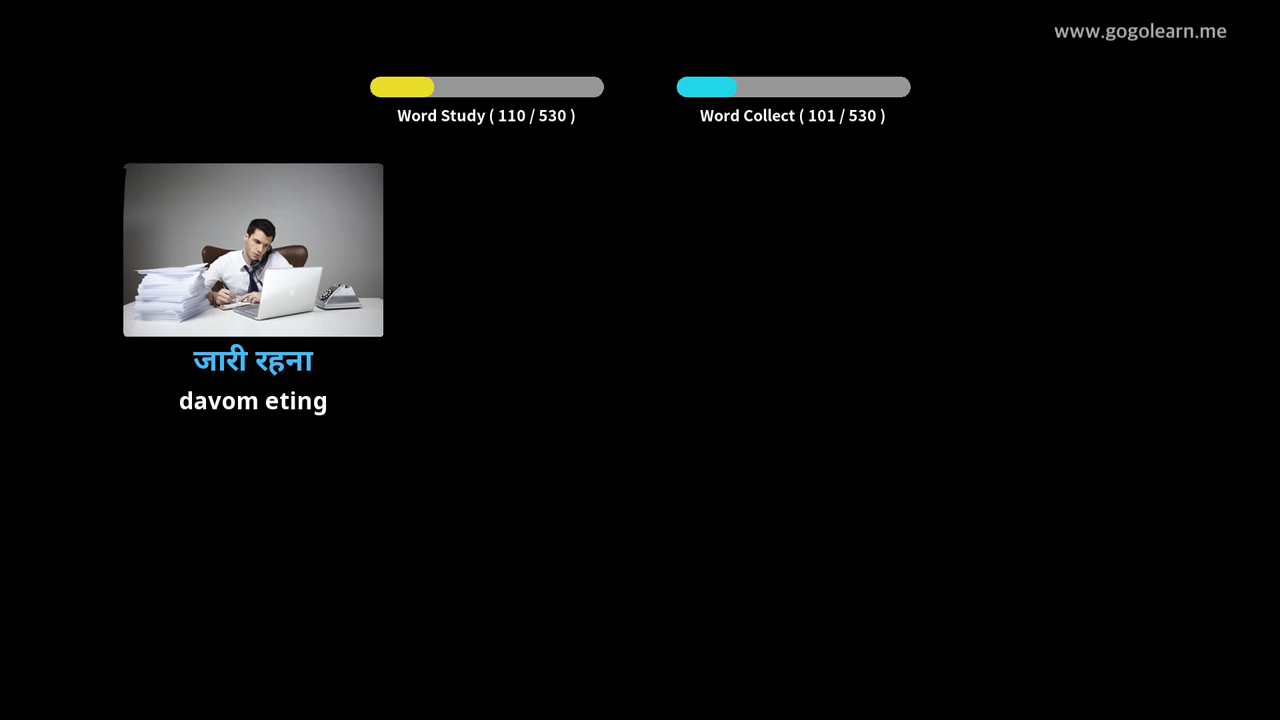 www.gogolearn.me
Word Study ( 110 / 530 )
Word Collect ( 101 / 530 )
जारी रहना
davom eting